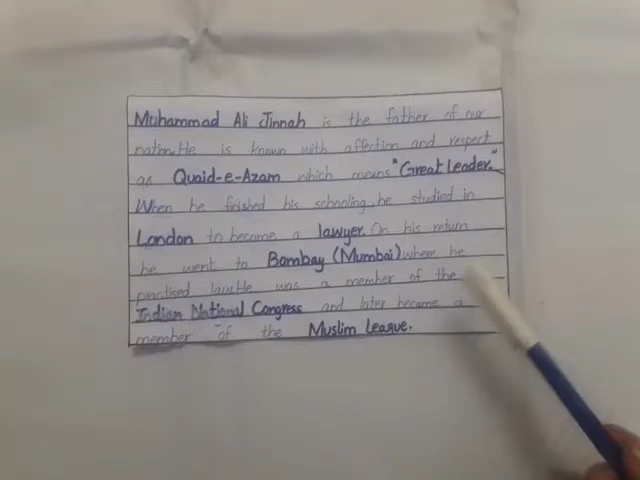 Muhammad Ali Jinnah is the father of our
nation. He is known with affection and respect
as Quaid-e-Azam which means "Great Leader."
When he finished his schooling, he studied in
London to become a lawyer. On his return
he went to Bombay (Mumbai) where he
practised law. He was a member of the
Indian National Congress and later became a
member of the Muslim League.